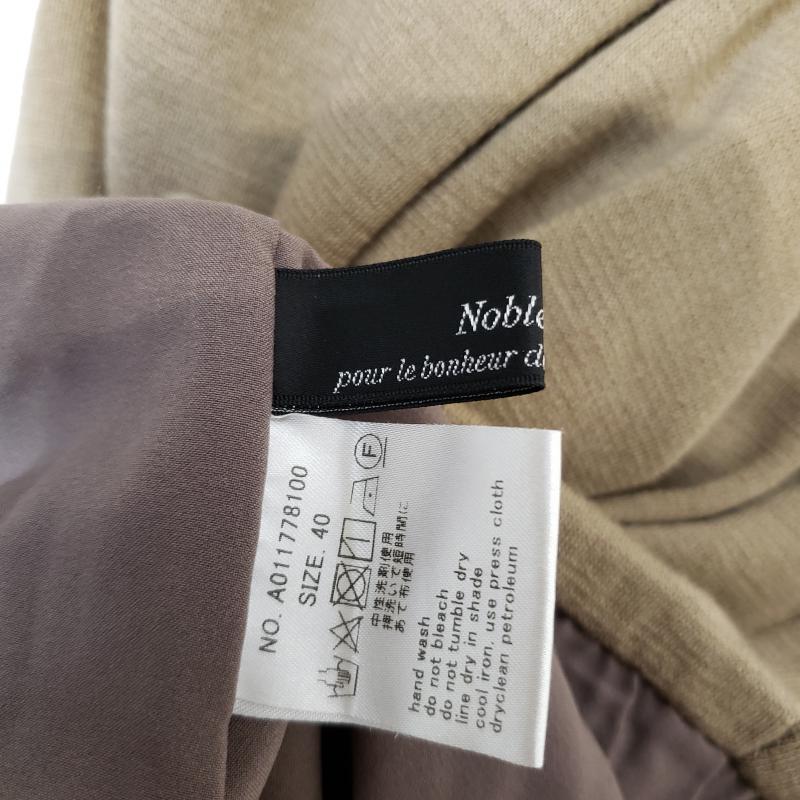 Noble
pour le bonheur d
NO. A011778100
SIZE. 40
F
中性洗剤使用
押洗いで短時間に
あて布使用
hand wash
do not bleach
do not tumble dry
line dry in shade
cool iron, use press cloth
dryclean petroleum